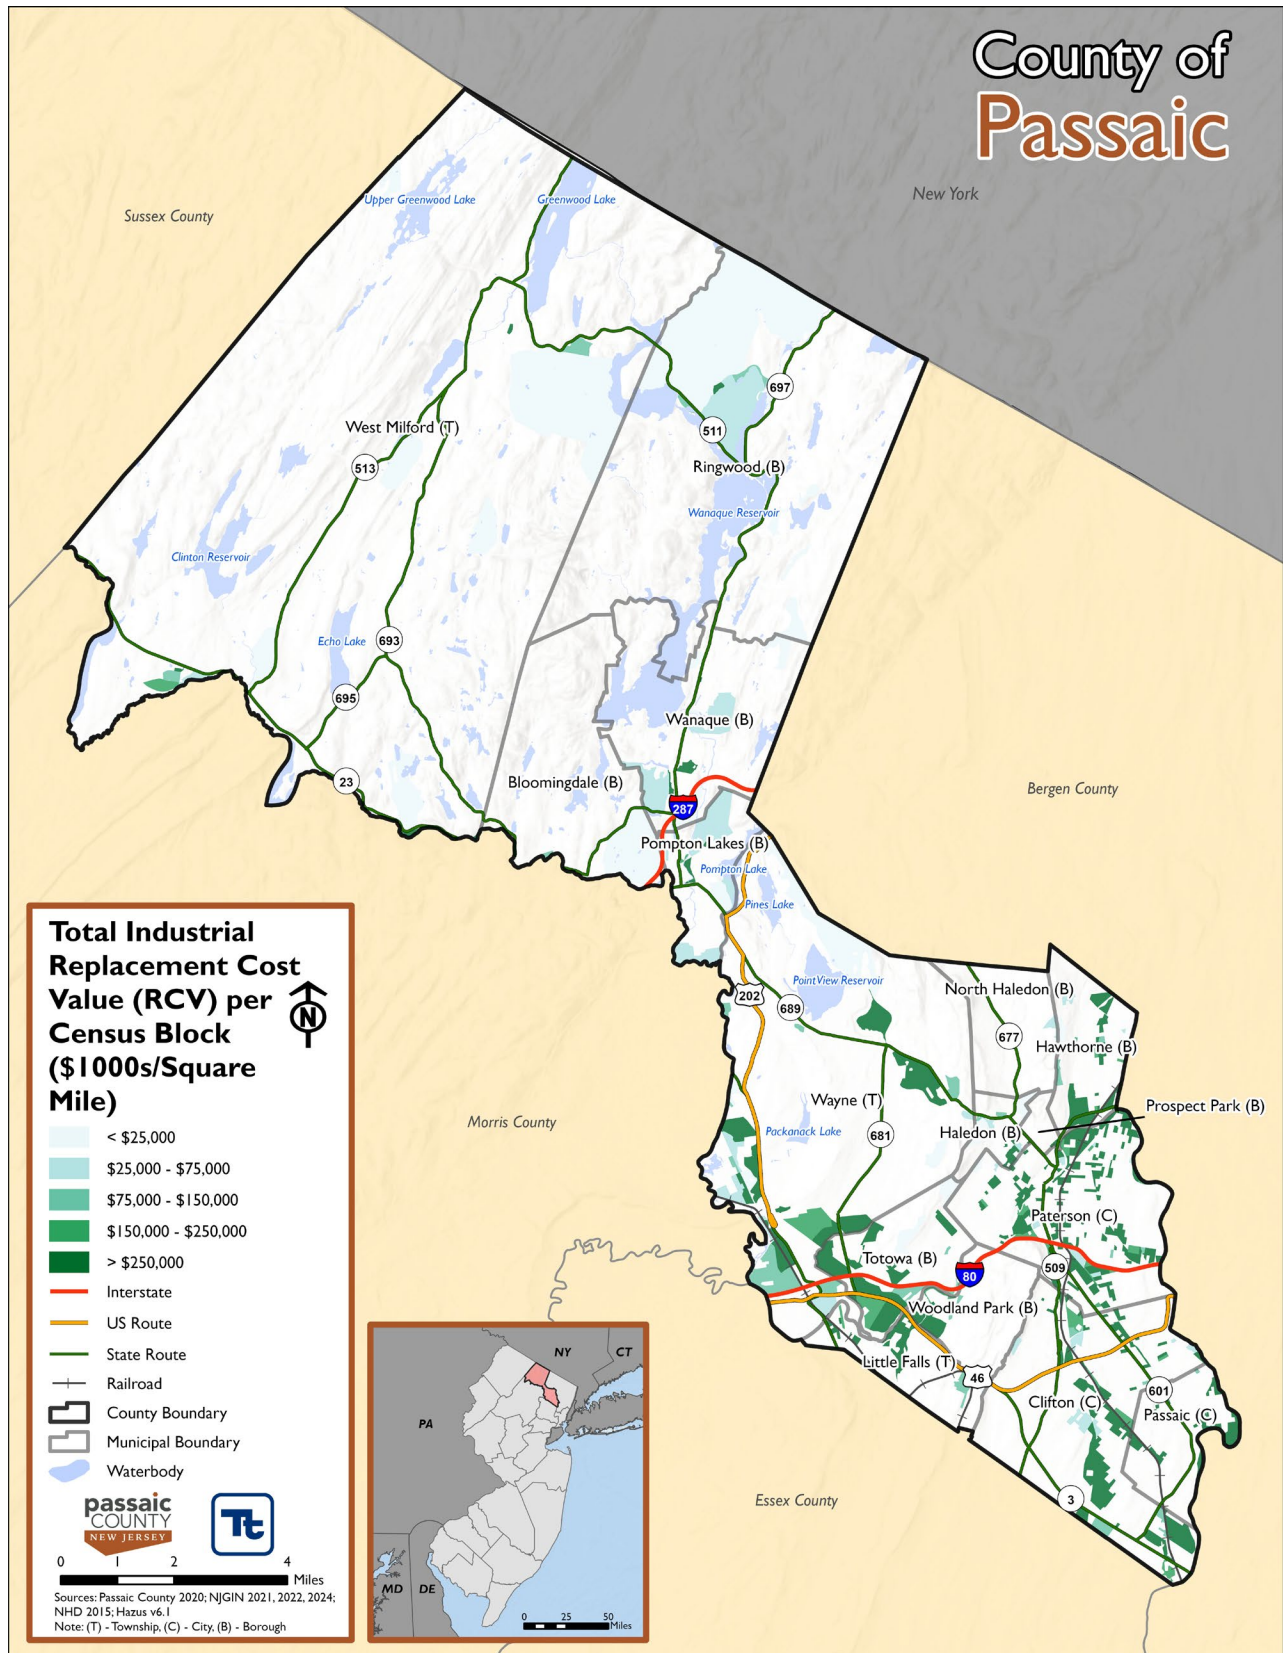 County of
Passaic
New York
Sussex County
Upper Greenwood Lake
Greenwood Lake
697
511
West Milford (T)
513
Ringwood (B)
Wanaque Reservoir
Clinton Reservoir
Echo Lake
693
695
Wanaque (B)
23
Bloomingdale (B)
287
Bergen County
Pompton Lakes (B)
Pompton Lake
Pines Lake
PointView Reservoir
North Haledon (B)
202
689
677
Hawthorne (B)
Wayne (T)
Prospect Park (B)
Morris County
Packanack Lake
681
Haledon (B)
Paterson (C)
Totowa (B)
80
509
Woodland Park (B)
Little Falls (T)
46
601
Clifton (C)
Passaic (C)
3
Essex County
Total Industrial
Replacement Cost
Value (RCV) per
Census Block
($1000s/Square
Mile)
N
< $25,000
$25,000 - $75,000
$75,000 - $150,000
$150,000 - $250,000
> $250,000
Interstate
US Route
State Route
Railroad
County Boundary
Municipal Boundary
Waterbody
passaic
COUNTY
NEW JERSEY
Tt
0 1 2 4
Miles
Sources: Passaic County 2020; NJGIN 2021, 2022, 2024;
NHD 2015; Hazus v6.1
Note: (T) - Township, (C) - City, (B) - Borough
NY
CT
PA
MD
DE
0 25 50
Miles